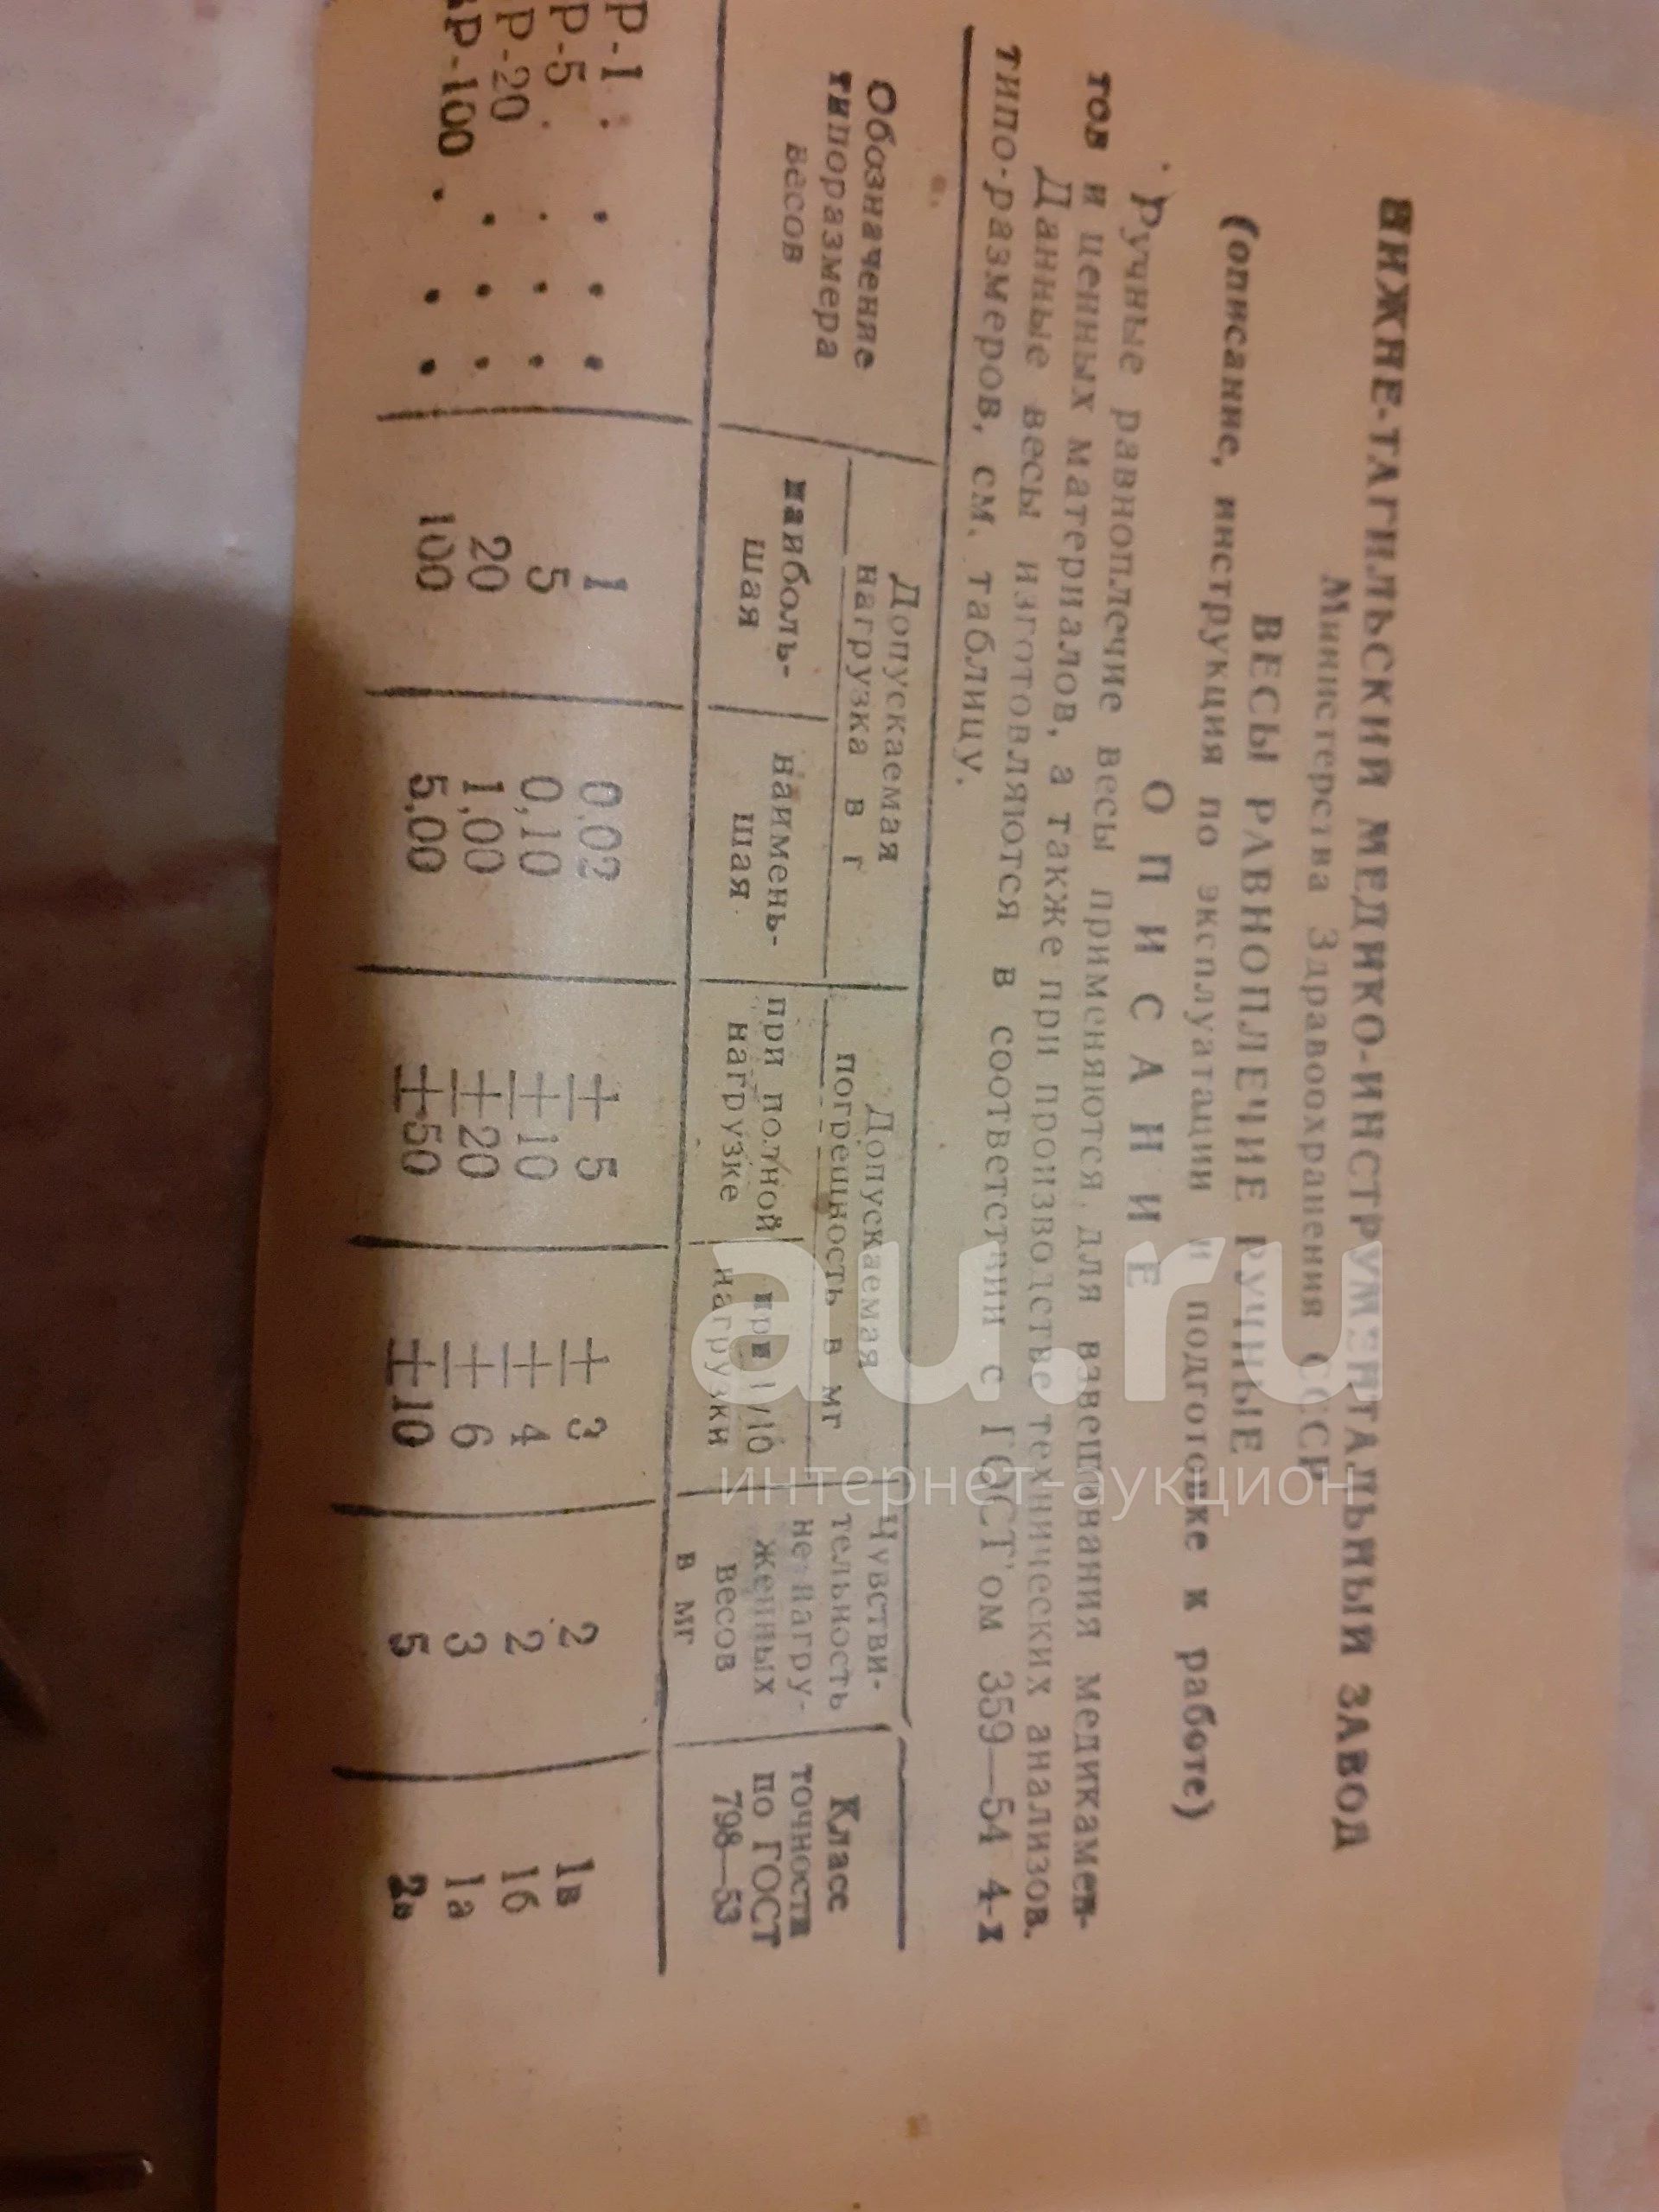 НИЖНЕ-ТАГИЛЬСКИЙ МЕДИКО-ИНСТРУМЕНТАЛЬНЫЙ ЗАВОД
Министерства Здравоохранения СССР
ВЕСЫ РАВНОПЛЕЧИЕ РУЧНЫЕ
(описание, инструкция по эксплуатации и подготовке к работе)
ОПИСАНИЕ
Ручные равноплечие весы применяются для взвешивания медикамен-
тов и ценных материалов, а также при производстве технических анализов.
Данные весы изготовляются в соответствии с ГОСТ'ом 359—54 4-х
типо-размеров, см. таблицу.
Обозначение типоразмера весов
Допускаемая нагрузка в г
наиболь-шая
наимень-шая
Допускаемая погрешность в мг
при полной нагрузке
при 1/10 нагрузки
Чувстви-тельность не нагру-женных весов в мг
Класс точности по ГОСТ 798—53
Р-1 . . . . 1 0,02 ± 5 ± 3 2 1в
Р-5 . . . . 5 0,10 ± 10 ± 4 2 1б
Р-20 . . . 20 1,00 ± 20 ± 6 3 1а
Р-100 . . . 100 5,00 ± 50 ± 10 5
au.ru
интернет-аукцион